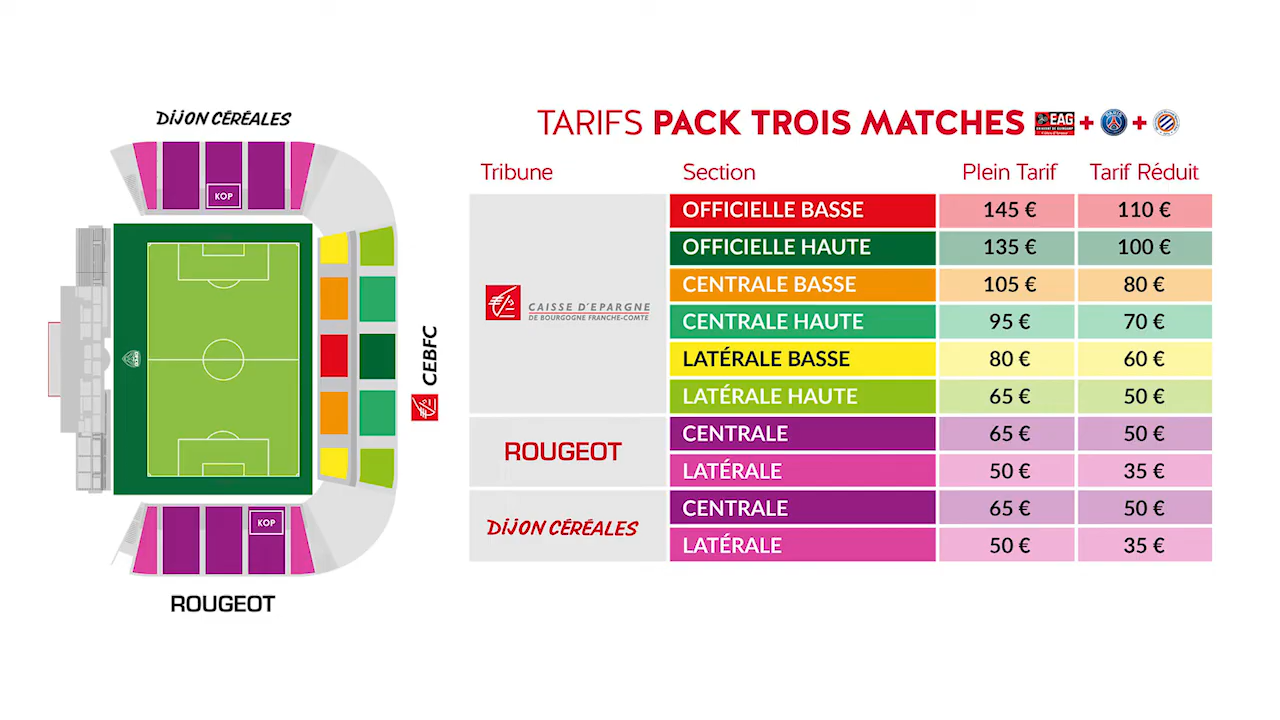 DIJON CÉRÉALES
KOP
CEBFC
KOP
ROUGEOT
TARIFS PACK TROIS MATCHES EAG + + 
Tribune Section Plein Tarif Tarif Réduit
CAISSE D'EPARGNE
DE BOURGOGNE FRANCHE-COMTÉ
OFFICIELLE BASSE 145 € 110 €
OFFICIELLE HAUTE 135 € 100 €
CENTRALE BASSE 105 € 80 €
CENTRALE HAUTE 95 € 70 €
LATÉRALE BASSE 80 € 60 €
LATÉRALE HAUTE 65 € 50 €
ROUGEOT
CENTRALE 65 € 50 €
LATÉRALE 50 € 35 €
DIJON CÉRÉALES
CENTRALE 65 € 50 €
LATÉRALE 50 € 35 €